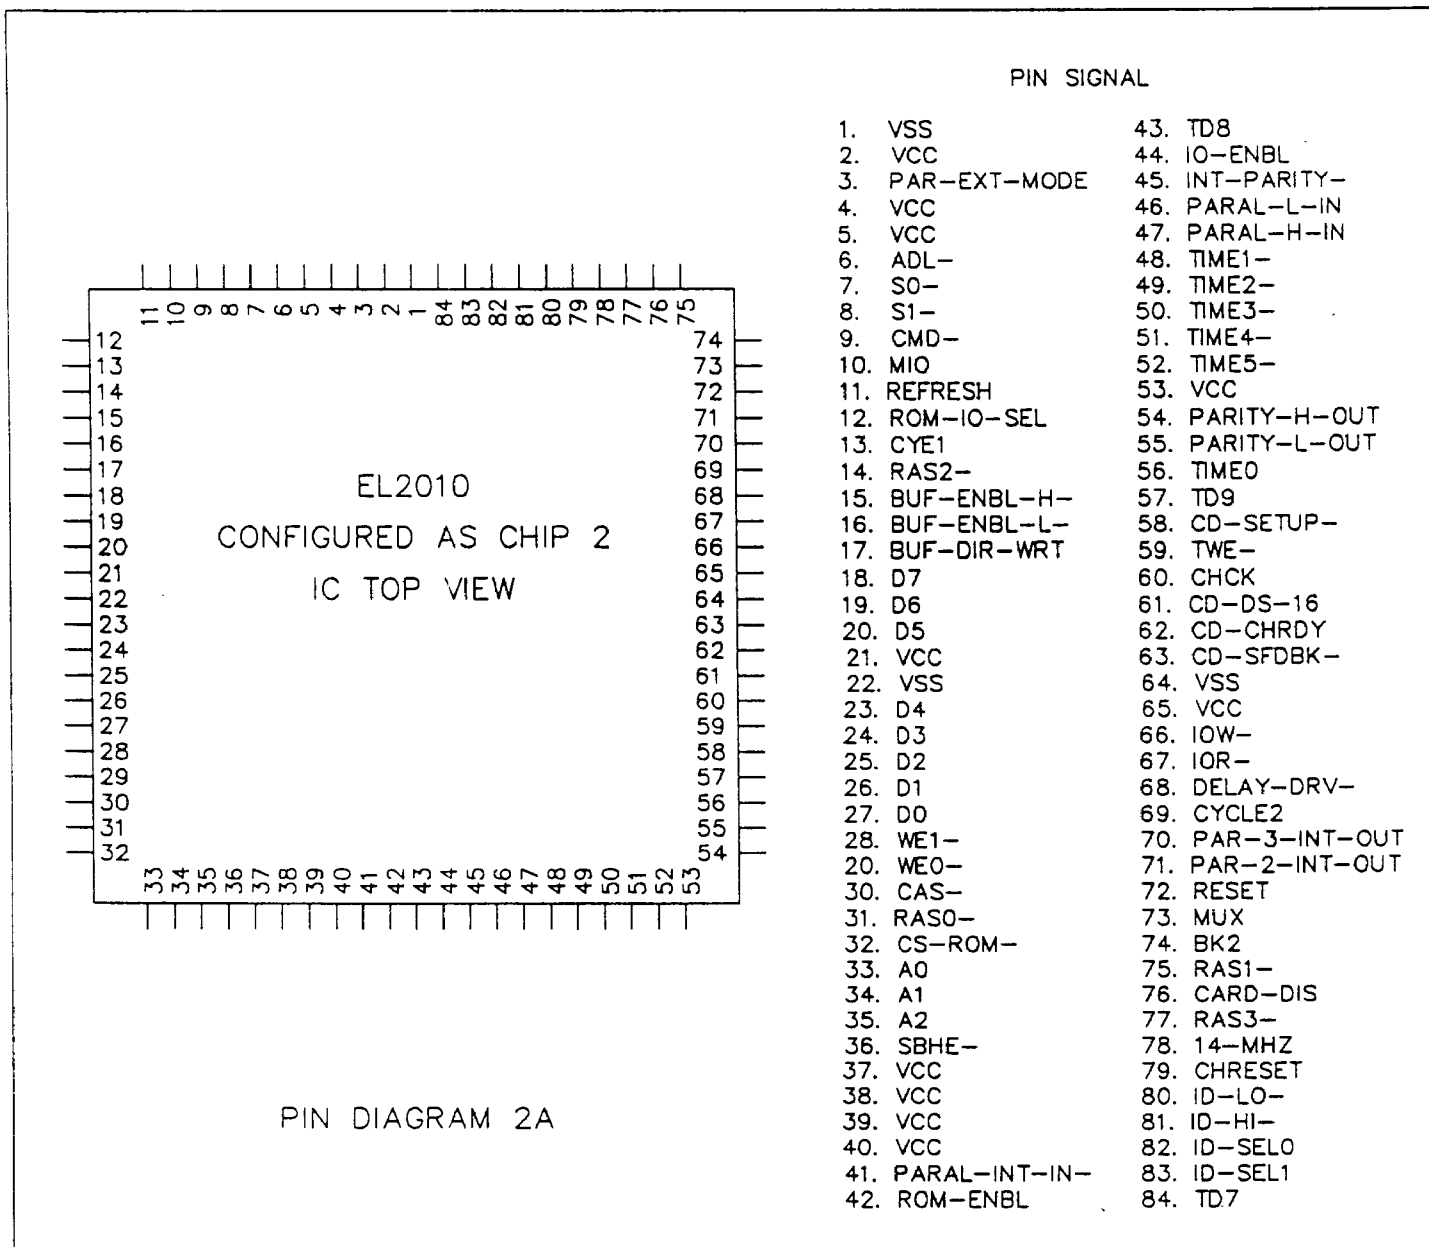 PIN SIGNAL
1. VSS
2. VCC
3. PAR-EXT-MODE
4. VCC
5. VCC
6. ADL-
7. S0-
8. S1-
9. CMD-
10. MIO
11. REFRESH
12. ROM-IO-SEL
13. CYE1
14. RAS2-
15. BUF-ENBL-H-
16. BUF-ENBL-L-
17. BUF-DIR-WRT
18. D7
19. D6
20. D5
21. VCC
22. VSS
23. D4
24. D3
25. D2
26. D1
27. D0
28. WE1-
20. WE0-
30. CAS-
31. RAS0-
32. CS-ROM-
33. A0
34. A1
35. A2
36. SBHE-
37. VCC
38. VCC
39. VCC
40. VCC
41. PARAL-INT-IN-
42. ROM-ENBL
43. TD8
44. IO-ENBL
45. INT-PARITY-
46. PARAL-L-IN
47. PARAL-H-IN
48. TIME1-
49. TIME2-
50. TIME3-
51. TIME4-
52. TIME5-
53. VCC
54. PARITY-H-OUT
55. PARITY-L-OUT
56. TIME0
57. TD9
58. CD-SETUP-
59. TWE-
60. CHCK
61. CD-DS-16
62. CD-CHRDY
63. CD-SFDBK-
64. VSS
65. VCC
66. IOW-
67. IOR-
68. DELAY-DRV-
69. CYCLE2
70. PAR-3-INT-OUT
71. PAR-2-INT-OUT
72. RESET
73. MUX
74. BK2
75. RAS1-
76. CARD-DIS
77. RAS3-
78. 14-MHZ
79. CHRESET
80. ID-LO-
81. ID-HI-
82. ID-SEL0
83. ID-SEL1
84. TD7
11 10 9 8 7 6 5 4 3 2 1 84 83 82 81 80 79 78 77 76 75
12
13
14
15
16
17
18
19
20
21
22
23
24
25
26
27
28
29
30
31
32
EL2010
CONFIGURED AS CHIP 2
IC TOP VIEW
74
73
72
71
70
69
68
67
66
65
64
63
62
61
60
59
58
57
56
55
54
33 34 35 36 37 38 39 40 41 42 43 44 45 46 47 48 49 50 51 52 53
PIN DIAGRAM 2A